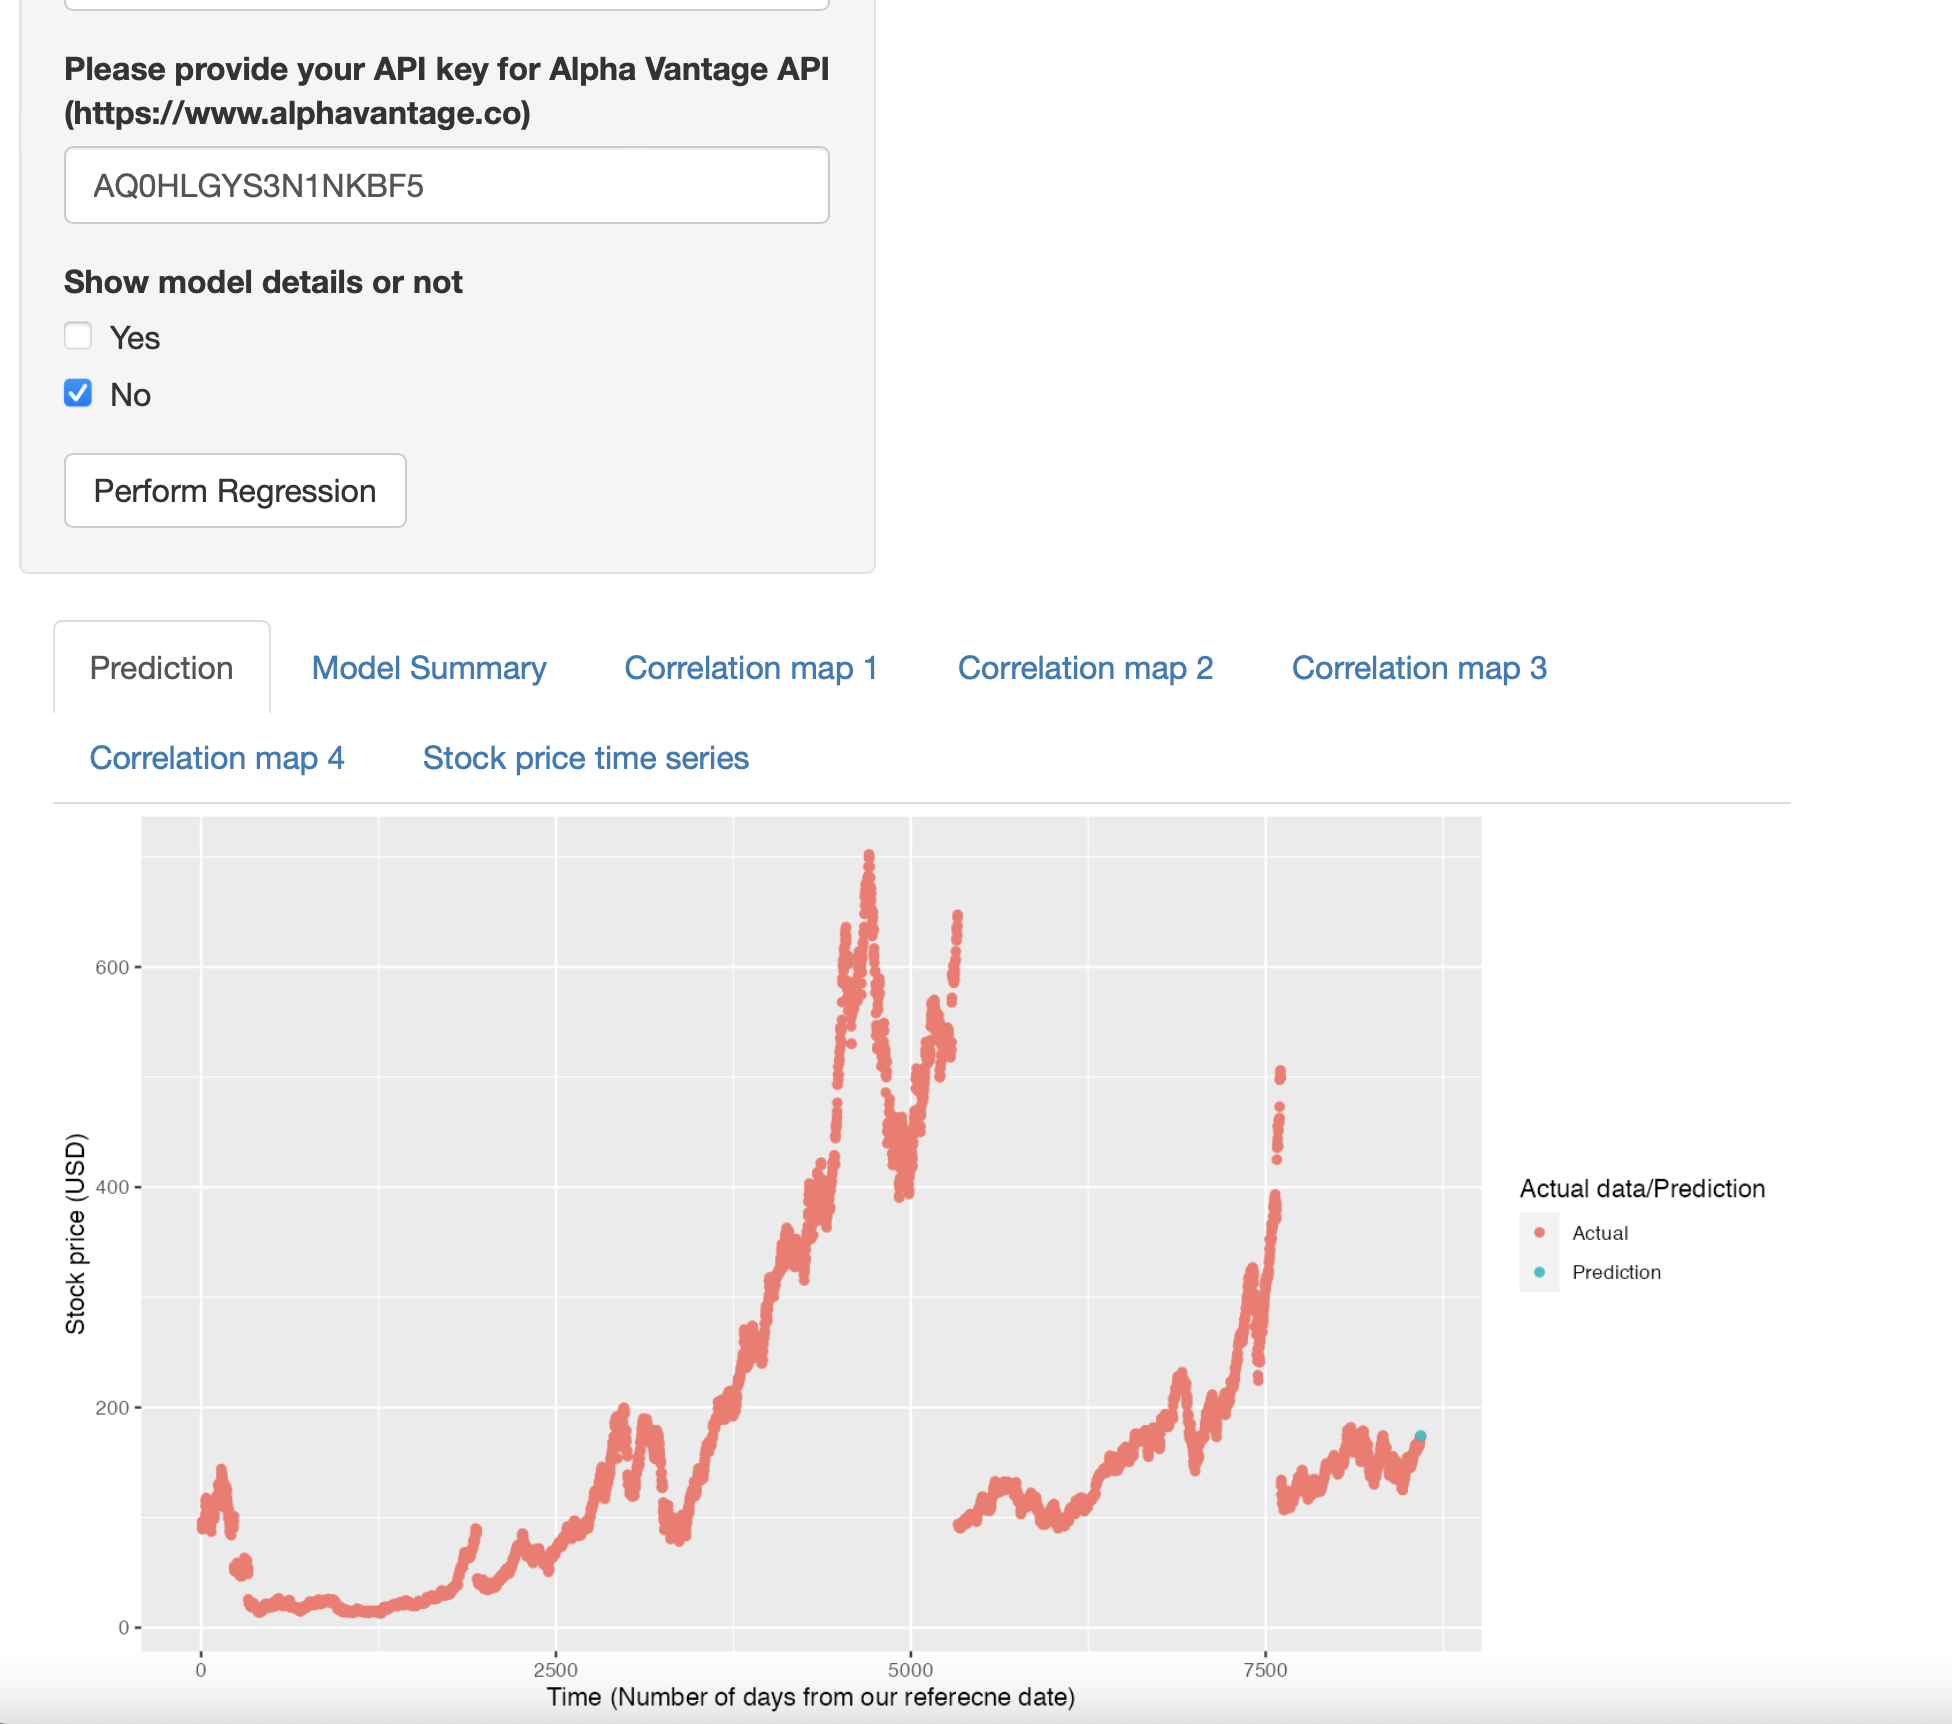 Please provide your API key for Alpha Vantage API
(https://www.alphavantage.co)
AQ0HLGYS3N1NKBF5
Show model details or not
Yes
No
Perform Regression
Prediction
Model Summary
Correlation map 1
Correlation map 2
Correlation map 3
Correlation map 4
Stock price time series
Stock price (USD)
600
400
200
0
0
2500
5000
7500
Time (Number of days from our referecne date)
Actual data/Prediction
Actual
Prediction